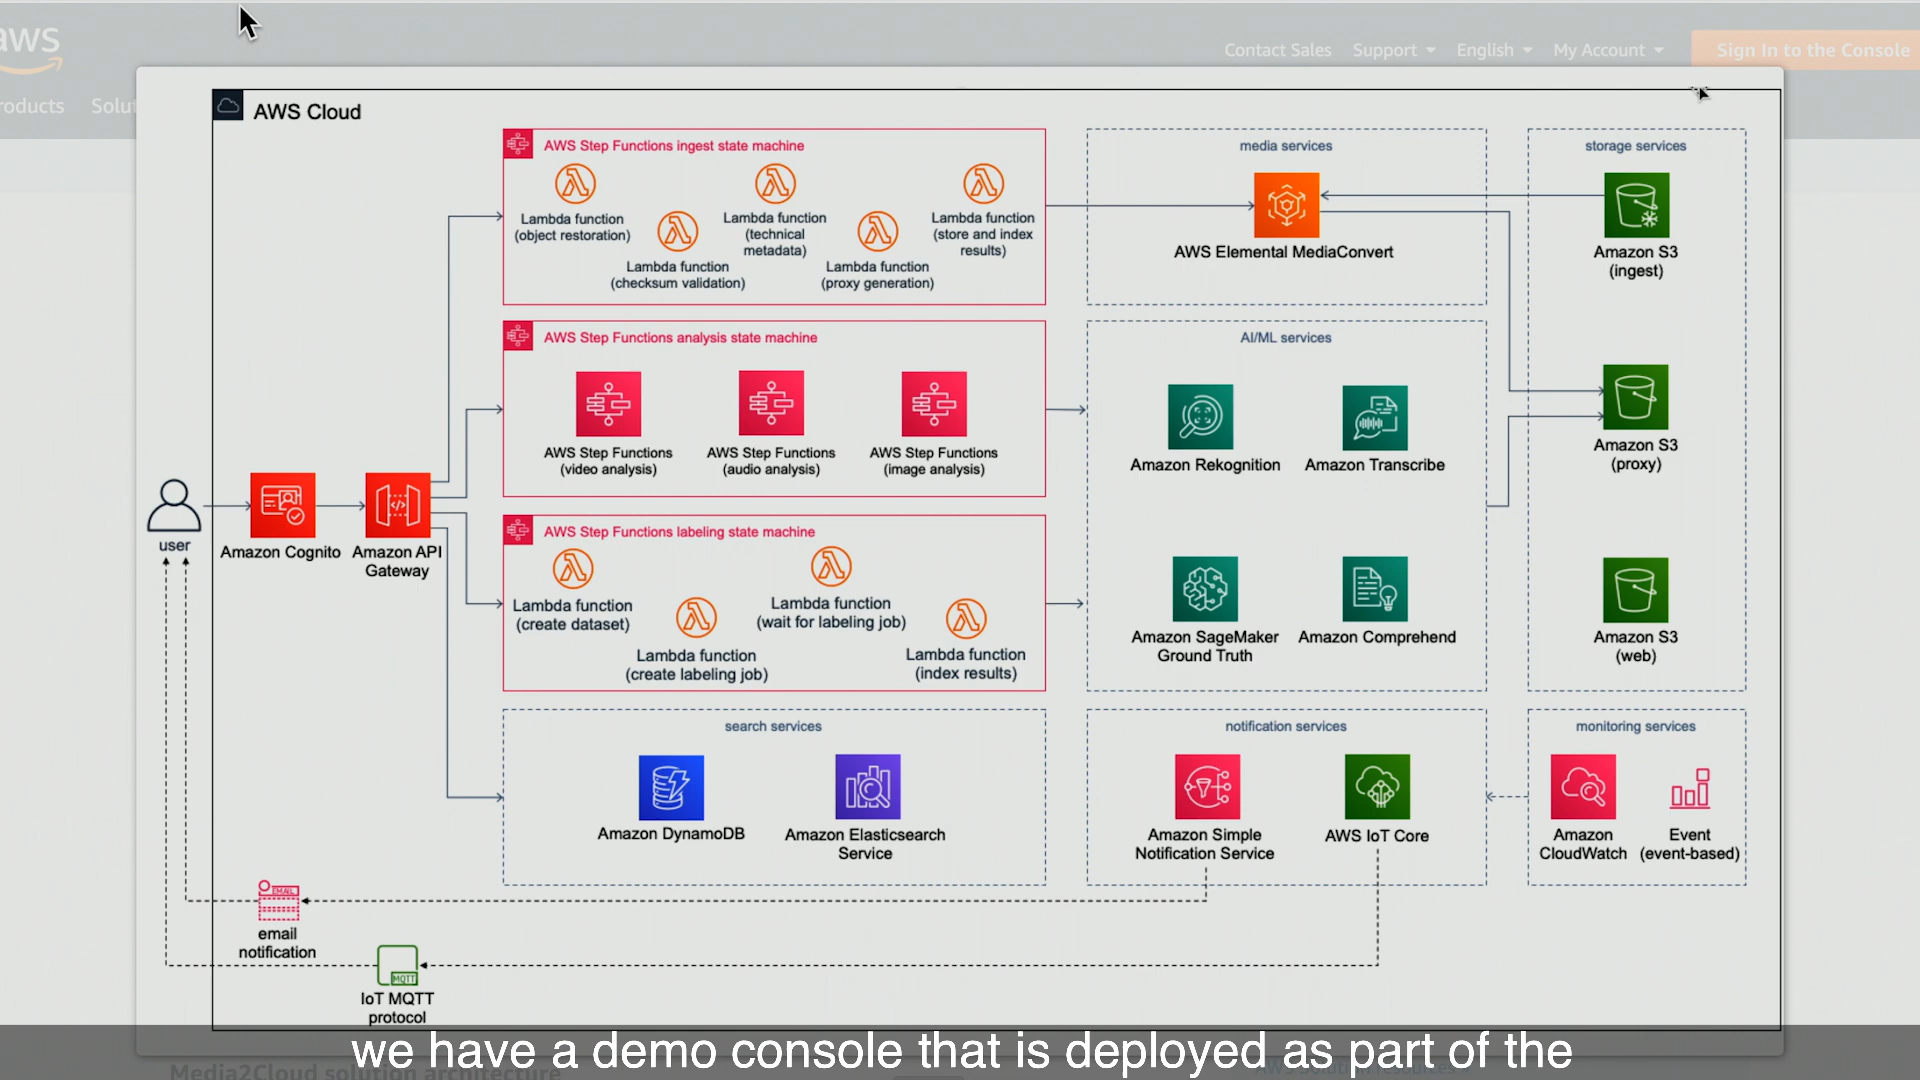 aws
Contact Sales
Support
English
My Account
Sign In to the Console
roducts
Solut
AWS Cloud
AWS Step Functions ingest state machine
Lambda function
(object restoration)
Lambda function
(checksum validation)
Lambda function
(technical
metadata)
Lambda function
(proxy generation)
Lambda function
(store and index
results)
media services
AWS Elemental MediaConvert
storage services
Amazon S3
(ingest)
Amazon S3
(proxy)
Amazon S3
(web)
AWS Step Functions analysis state machine
AWS Step Functions
(video analysis)
AWS Step Functions
(audio analysis)
AWS Step Functions
(image analysis)
AI/ML services
Amazon Rekognition
Amazon Transcribe
Amazon SageMaker
Ground Truth
Amazon Comprehend
user
Amazon Cognito
Amazon API
Gateway
AWS Step Functions labeling state machine
Lambda function
(create dataset)
Lambda function
(create labeling job)
Lambda function
(wait for labeling job)
Lambda function
(index results)
search services
Amazon DynamoDB
Amazon Elasticsearch
Service
notification services
Amazon Simple
Notification Service
AWS IoT Core
monitoring services
Amazon
CloudWatch
Event
(event-based)
EMAIL
email
notification
MQTT
IoT MQTT
protocol
we have a demo console that is deployed as part of the
Media2Cloud solution architecture